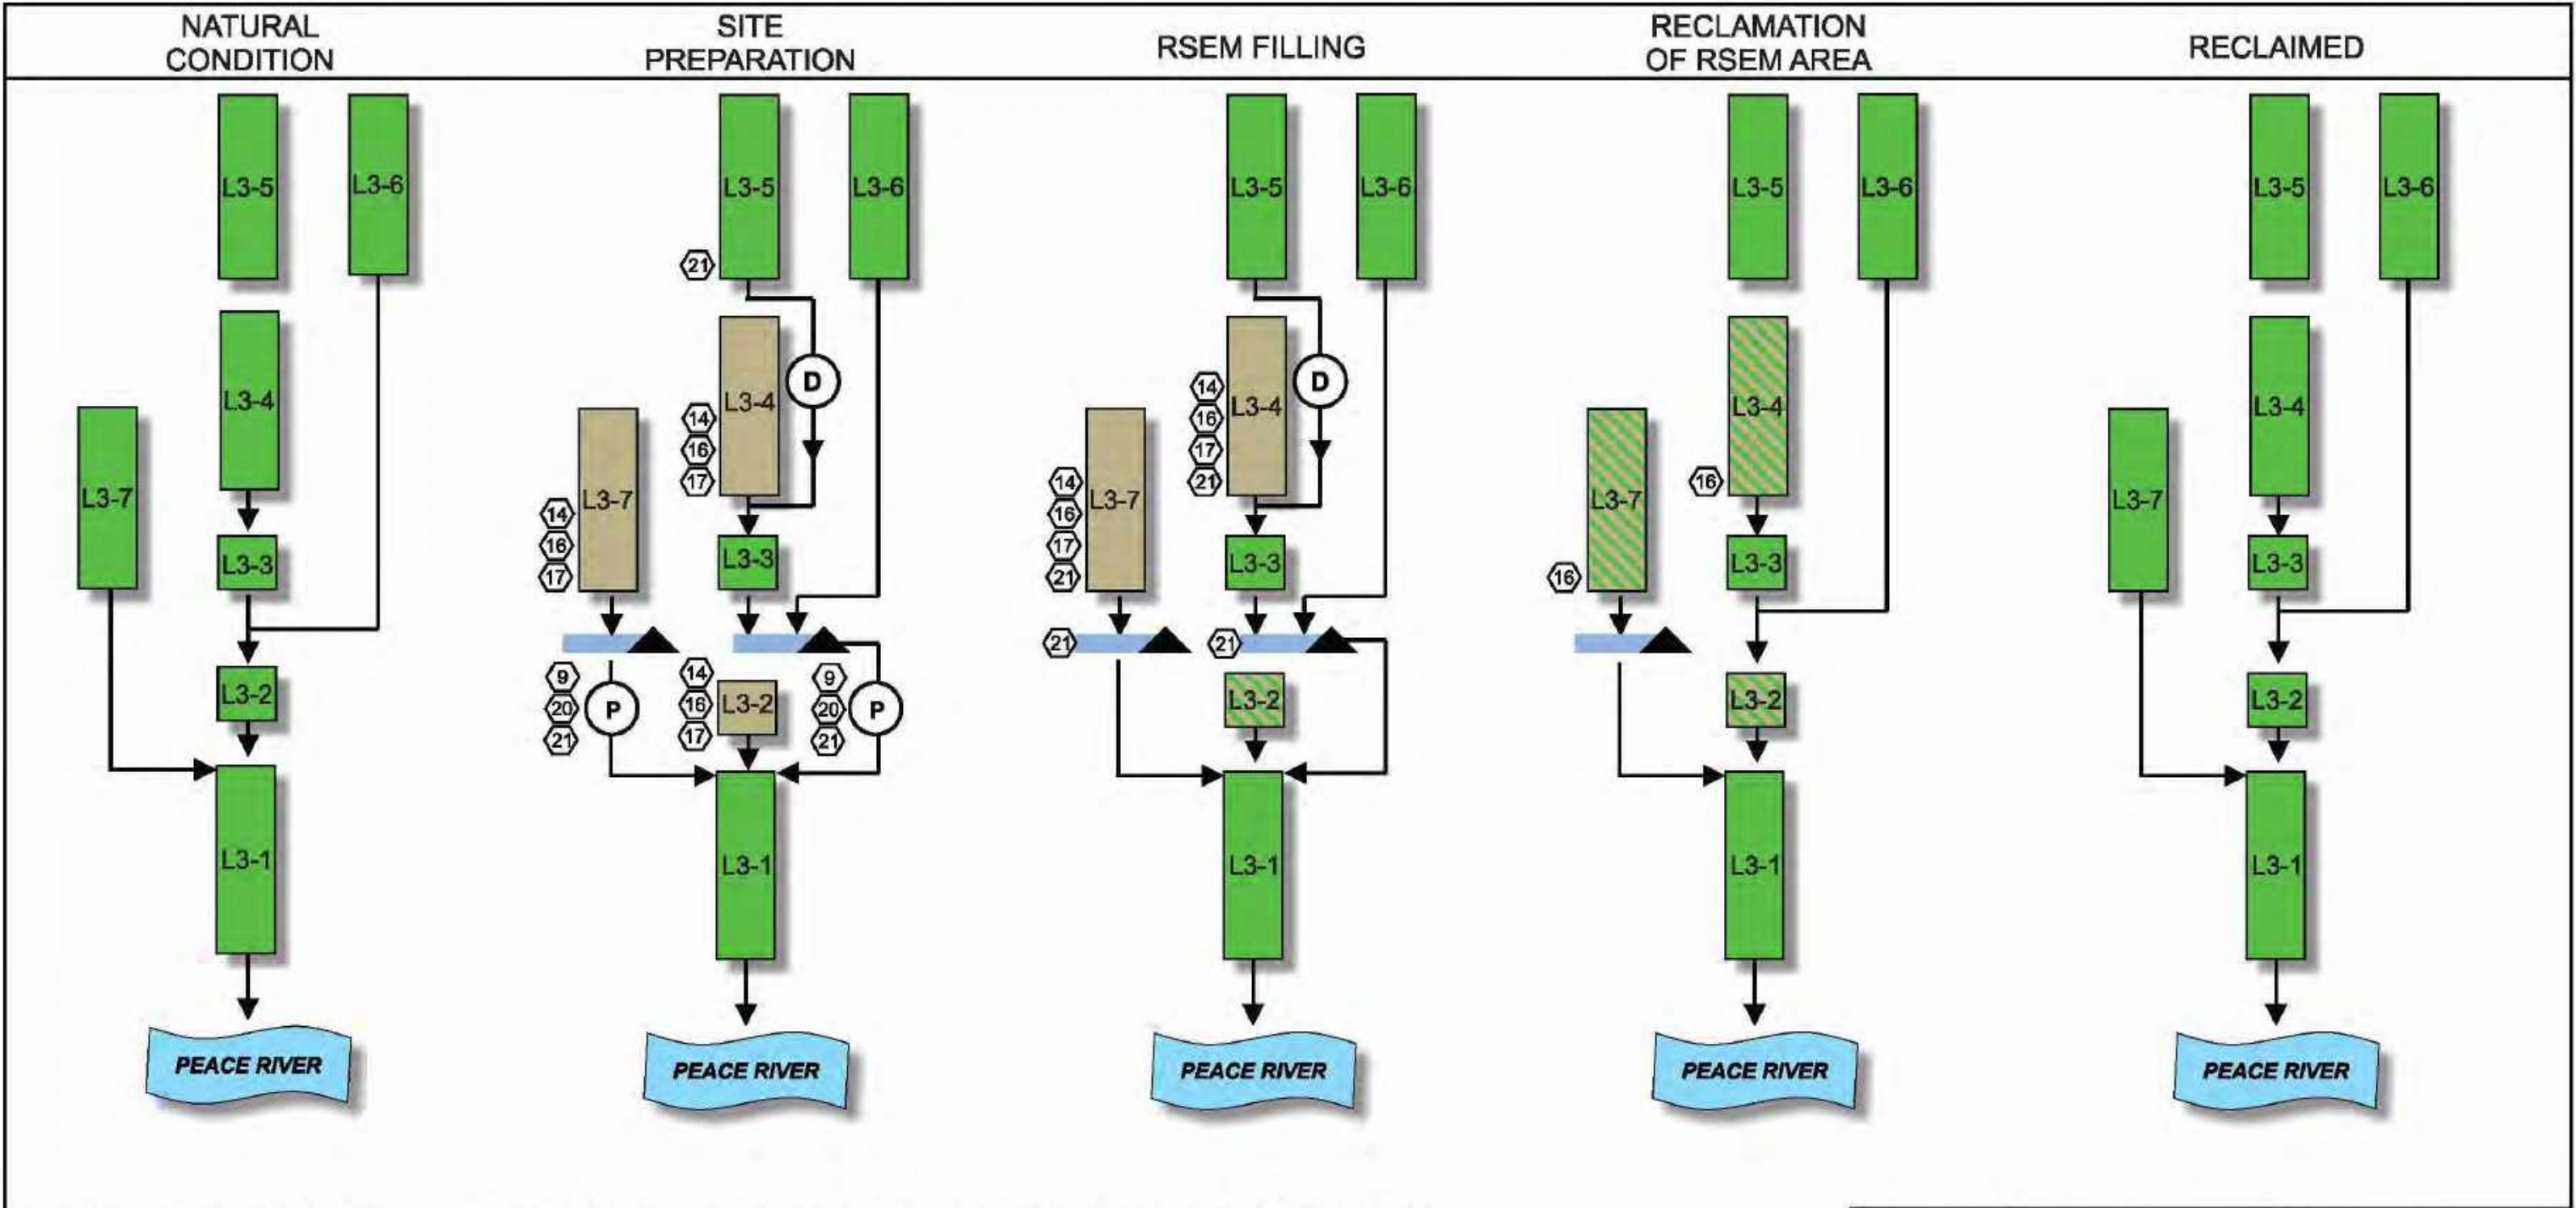 NATURAL
CONDITION
SITE
PREPARATION
RSEM FILLING
RECLAMATION
OF RSEM AREA
RECLAIMED
L3-5
L3-6
L3-4
L3-7
L3-3
L3-2
L3-1
PEACE RIVER
L3-5
L3-6
21
D
L3-4
14
16
17
L3-7
14
16
17
L3-3
9
20
21
P
14
16
17
L3-2
9
20
21
P
L3-1
PEACE RIVER
L3-5
L3-6
D
L3-4
14
16
17
21
L3-7
14
16
17
21
L3-3
21
21
L3-2
L3-1
PEACE RIVER
L3-5
L3-6
L3-4
16
L3-7
16
L3-3
L3-2
L3-1
PEACE RIVER
L3-5
L3-6
L3-4
L3-7
L3-3
L3-2
L3-1
PEACE RIVER